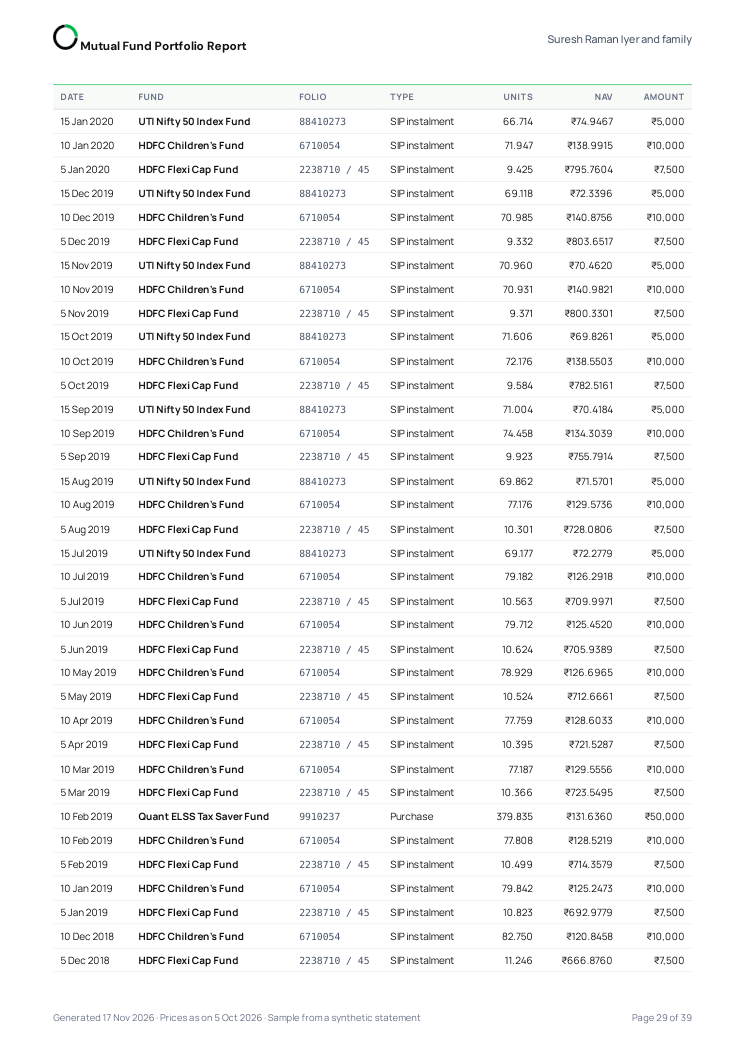 Mutual Fund Portfolio Report
Suresh Raman Iyer and family
DATE FUND FOLIO TYPE UNITS NAV AMOUNT
15 Jan 2020 UTI Nifty 50 Index Fund 88410273 SIP instalment 66.714 ₹74.9467 ₹5,000
10 Jan 2020 HDFC Children's Fund 6710054 SIP instalment 71.947 ₹138.9915 ₹10,000
5 Jan 2020 HDFC Flexi Cap Fund 2238710 / 45 SIP instalment 9.425 ₹795.7604 ₹7,500
15 Dec 2019 UTI Nifty 50 Index Fund 88410273 SIP instalment 69.118 ₹72.3396 ₹5,000
10 Dec 2019 HDFC Children's Fund 6710054 SIP instalment 70.985 ₹140.8756 ₹10,000
5 Dec 2019 HDFC Flexi Cap Fund 2238710 / 45 SIP instalment 9.332 ₹803.6517 ₹7,500
15 Nov 2019 UTI Nifty 50 Index Fund 88410273 SIP instalment 70.960 ₹70.4620 ₹5,000
10 Nov 2019 HDFC Children's Fund 6710054 SIP instalment 70.931 ₹140.9821 ₹10,000
5 Nov 2019 HDFC Flexi Cap Fund 2238710 / 45 SIP instalment 9.371 ₹800.3301 ₹7,500
15 Oct 2019 UTI Nifty 50 Index Fund 88410273 SIP instalment 71.606 ₹69.8261 ₹5,000
10 Oct 2019 HDFC Children's Fund 6710054 SIP instalment 72.176 ₹138.5503 ₹10,000
5 Oct 2019 HDFC Flexi Cap Fund 2238710 / 45 SIP instalment 9.584 ₹782.5161 ₹7,500
15 Sep 2019 UTI Nifty 50 Index Fund 88410273 SIP instalment 71.004 ₹70.4184 ₹5,000
10 Sep 2019 HDFC Children's Fund 6710054 SIP instalment 74.458 ₹134.3039 ₹10,000
5 Sep 2019 HDFC Flexi Cap Fund 2238710 / 45 SIP instalment 9.923 ₹755.7914 ₹7,500
15 Aug 2019 UTI Nifty 50 Index Fund 88410273 SIP instalment 69.862 ₹71.5701 ₹5,000
10 Aug 2019 HDFC Children's Fund 6710054 SIP instalment 77.176 ₹129.5736 ₹10,000
5 Aug 2019 HDFC Flexi Cap Fund 2238710 / 45 SIP instalment 10.301 ₹728.0806 ₹7,500
15 Jul 2019 UTI Nifty 50 Index Fund 88410273 SIP instalment 69.177 ₹72.2779 ₹5,000
10 Jul 2019 HDFC Children's Fund 6710054 SIP instalment 79.182 ₹126.2918 ₹10,000
5 Jul 2019 HDFC Flexi Cap Fund 2238710 / 45 SIP instalment 10.563 ₹709.9971 ₹7,500
10 Jun 2019 HDFC Children's Fund 6710054 SIP instalment 79.712 ₹125.4520 ₹10,000
5 Jun 2019 HDFC Flexi Cap Fund 2238710 / 45 SIP instalment 10.624 ₹705.9389 ₹7,500
10 May 2019 HDFC Children's Fund 6710054 SIP instalment 78.929 ₹126.6965 ₹10,000
5 May 2019 HDFC Flexi Cap Fund 2238710 / 45 SIP instalment 10.524 ₹712.6661 ₹7,500
10 Apr 2019 HDFC Children's Fund 6710054 SIP instalment 77.759 ₹128.6033 ₹10,000
5 Apr 2019 HDFC Flexi Cap Fund 2238710 / 45 SIP instalment 10.395 ₹721.5287 ₹7,500
10 Mar 2019 HDFC Children's Fund 6710054 SIP instalment 77.187 ₹129.5556 ₹10,000
5 Mar 2019 HDFC Flexi Cap Fund 2238710 / 45 SIP instalment 10.366 ₹723.5495 ₹7,500
10 Feb 2019 Quant ELSS Tax Saver Fund 9910237 Purchase 379.835 ₹131.6360 ₹50,000
10 Feb 2019 HDFC Children's Fund 6710054 SIP instalment 77.808 ₹128.5219 ₹10,000
5 Feb 2019 HDFC Flexi Cap Fund 2238710 / 45 SIP instalment 10.499 ₹714.3579 ₹7,500
10 Jan 2019 HDFC Children's Fund 6710054 SIP instalment 79.842 ₹125.2473 ₹10,000
5 Jan 2019 HDFC Flexi Cap Fund 2238710 / 45 SIP instalment 10.823 ₹692.9779 ₹7,500
10 Dec 2018 HDFC Children's Fund 6710054 SIP instalment 82.750 ₹120.8458 ₹10,000
5 Dec 2018 HDFC Flexi Cap Fund 2238710 / 45 SIP instalment 11.246 ₹666.8760 ₹7,500
Generated 17 Nov 2026 · Prices as on 5 Oct 2026 · Sample from a synthetic statement
Page 29 of 39